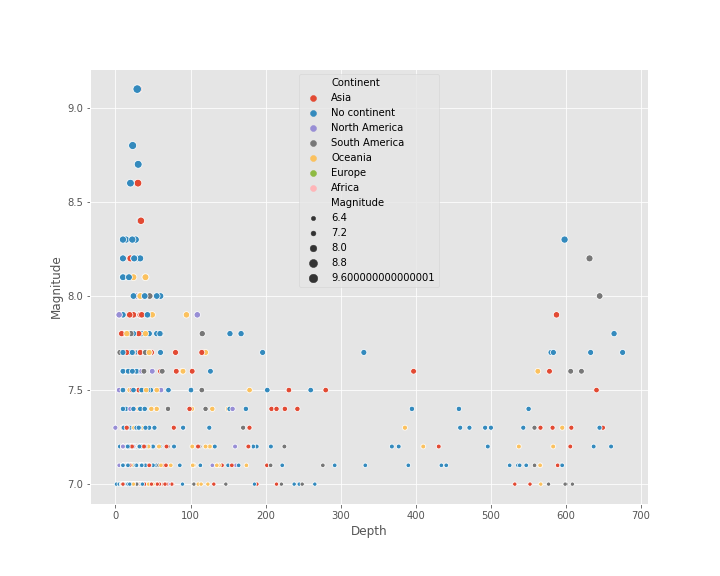 Continent
Asia
No continent
North America
South America
Oceania
Europe
Africa
Magnitude
6.4
7.2
8.0
8.8
9.600000000000001
9.0
8.5
8.0
7.5
7.0
Magnitude
0 100 200 300 400 500 600 700
Depth